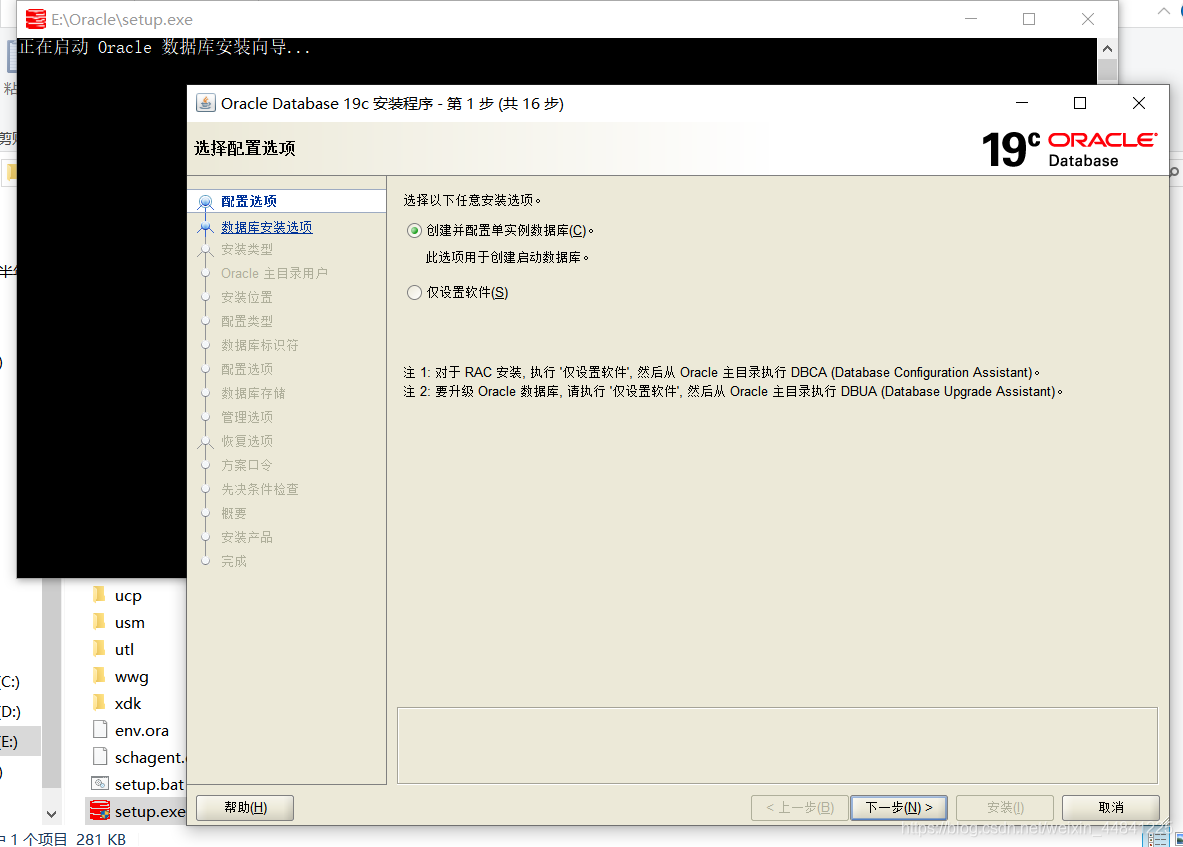 E:\Oracle\setup.exe
正在启动 Oracle 数据库安装向导...
Oracle Database 19c 安装程序 - 第 1 步 (共 16 步)
选择配置选项
19c ORACLE
Database
配置选项
数据库安装选项
安装类型
Oracle 主目录用户
安装位置
配置类型
数据库标识符
配置选项
数据库存储
管理选项
恢复选项
方案口令
先决条件检查
概要
安装产品
完成
选择以下任意安装选项。
创建并配置单实例数据库(C)。
此选项用于创建启动数据库。
仅设置软件(S)
注 1: 对于 RAC 安装, 执行 '仅设置软件', 然后从 Oracle 主目录执行 DBCA (Database Configuration Assistant)。
注 2: 要升级 Oracle 数据库, 请执行 '仅设置软件', 然后从 Oracle 主目录执行 DBUA (Database Upgrade Assistant)。
帮助(H)
< 上一步(B)
下一步(N) >
安装(I)
取消
粘
剪
ucp
usm
utl
wwg
xdk
env.ora
schagent.
setup.bat
setup.exe
C:)
D:)
E:)
1 个项目 281 KB